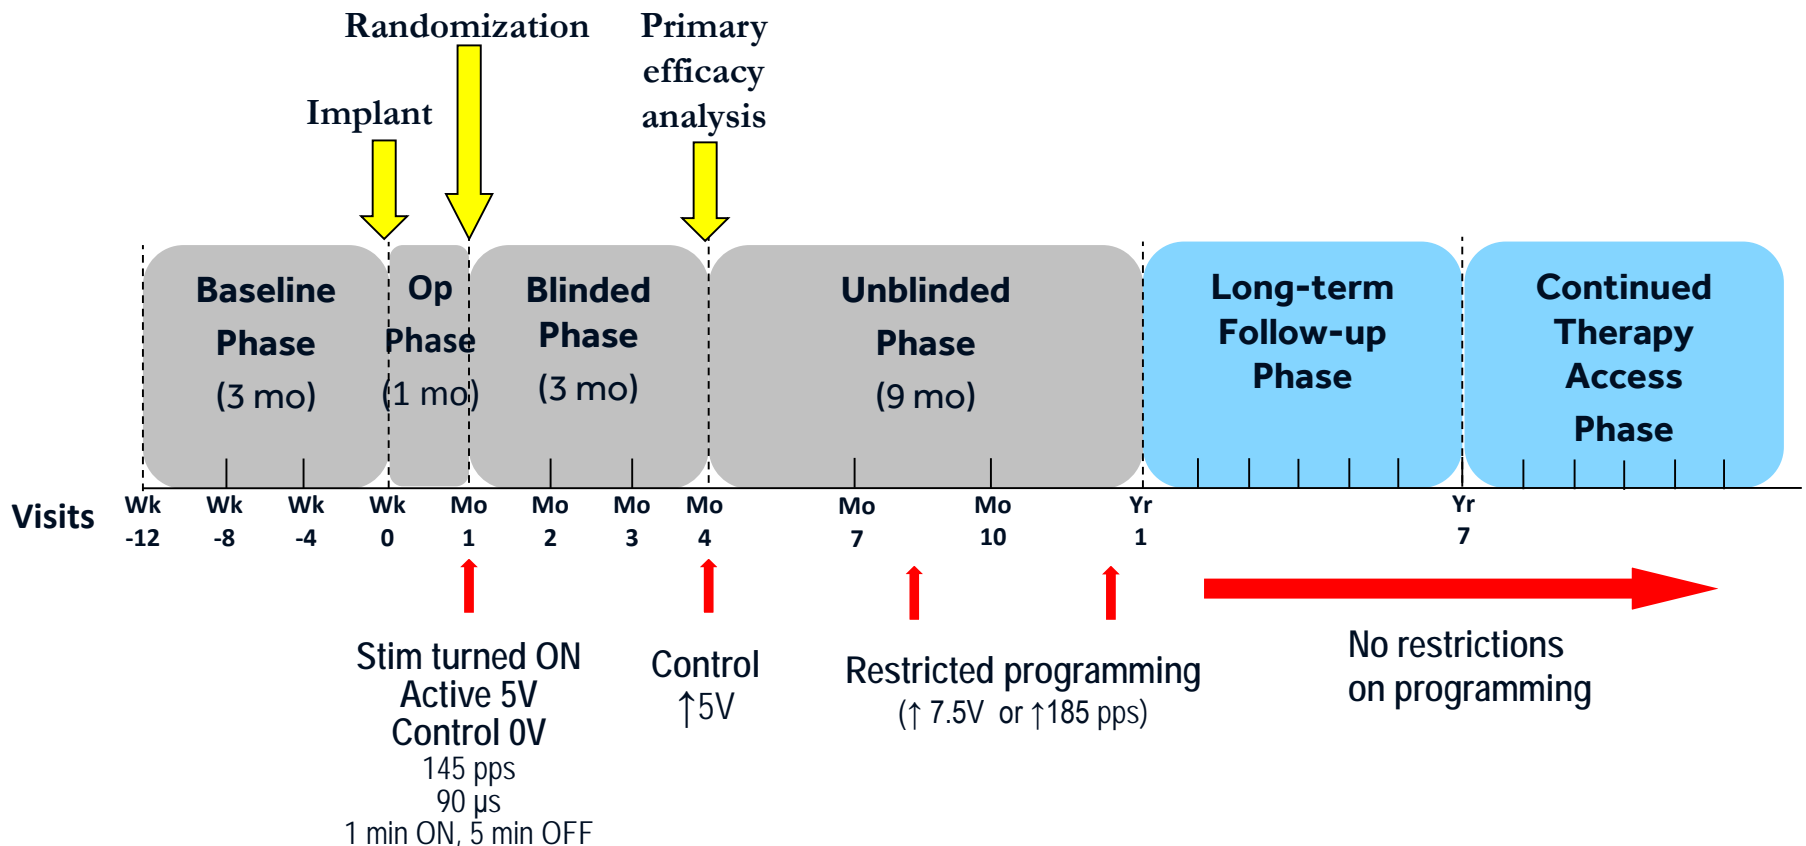 Randomization
Implant
Primary
efficacy
analysis
Baseline
Phase
(3 mo)
Op
Phase
(1 mo)
Blinded
Phase
(3 mo)
Unblinded
Phase
(9 mo)
Long-term
Follow-up
Phase
Continued
Therapy
Access
Phase
Visits
Wk
-12
Wk
-8
Wk
-4
Wk
0
Mo
1
Mo
2
Mo
3
Mo
4
Mo
7
Mo
10
Yr
1
Yr
7
Stim turned ON
Active 5V
Control 0V
145 pps
90 µs
1 min ON, 5 min OFF
Control
↑5V
Restricted programming
(↑ 7.5V or ↑185 pps)
No restrictions
on programming